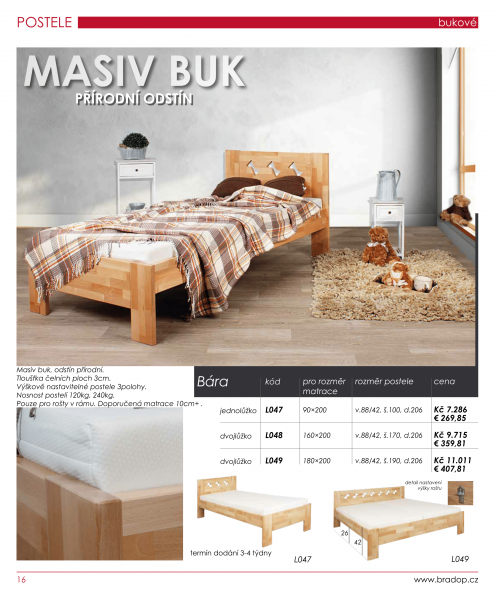 POSTELE
bukové
MASIV BUK
PŘÍRODNÍ ODSTÍN
Masiv buk, odstín přírodní.
Tloušťka čelních ploch 3cm.
Výškově nastavitelné postele 3polohy.
Nosnost postelí 120kg, 240kg.
Pouze pro rošty v rámu. Doporučená matrace 10cm+ .
Bára kód pro rozměr matrace rozměr postele cena
jednolůžko L047 90×200 v.88/42, š.100, d.206 Kč 7.286
€ 269,85
dvojlůžko L048 160×200 v.88/42, š.170, d.206 Kč 9.715
€ 359,81
dvojlůžko L049 180×200 v.88/42, š.190, d.206 Kč 11.011
€ 407,81
detail nastavení
výšky roštu
26
42
termín dodání 3-4 týdny
L047
L049
16
www.bradop.cz